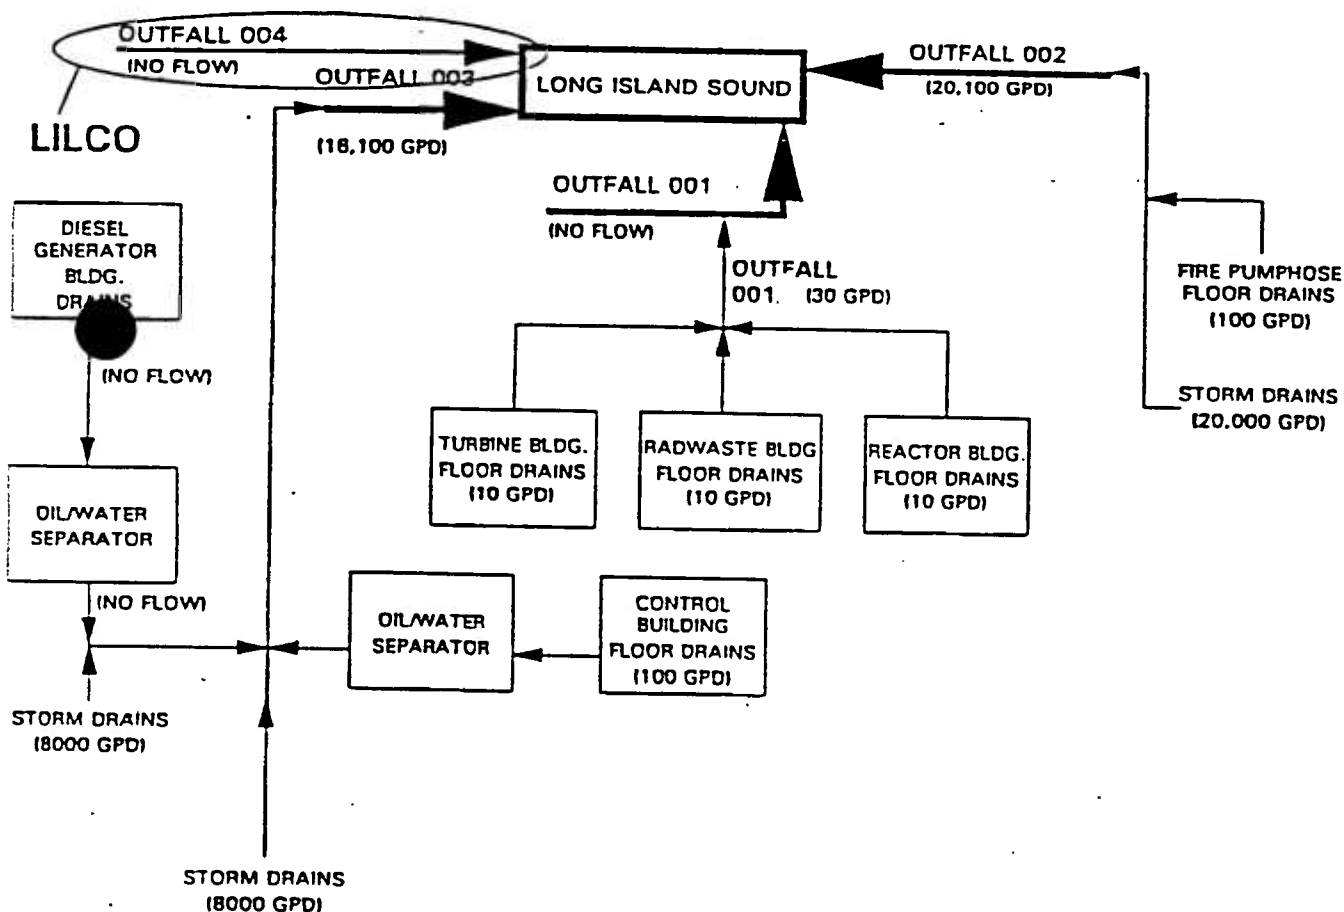 OUTFALL 004
(NO FLOW)
OUTFALL 003
(16,100 GPD)
LILCO
LONG ISLAND SOUND
OUTFALL 002
(20,100 GPD)
OUTFALL 001
(NO FLOW)
OUTFALL
001. (30 GPD)
FIRE PUMPHOSE
FLOOR DRAINS
(100 GPD)
STORM DRAINS
(20.000 GPD)
DIESEL
GENERATOR
BLDG.
DRAINS
(NO FLOW)
OIL/WATER
SEPARATOR
(NO FLOW)
STORM DRAINS
(8000 GPD)
TURBINE BLDG.
FLOOR DRAINS
(10 GPD)
RADWASTE BLDG
FLOOR DRAINS
(10 GPD)
REACTOR BLDG.
FLOOR DRAINS
(10 GPD)
OIL/WATER
SEPARATOR
CONTROL
BUILDING
FLOOR DRAINS
(100 GPD)
STORM DRAINS
(8000 GPD)